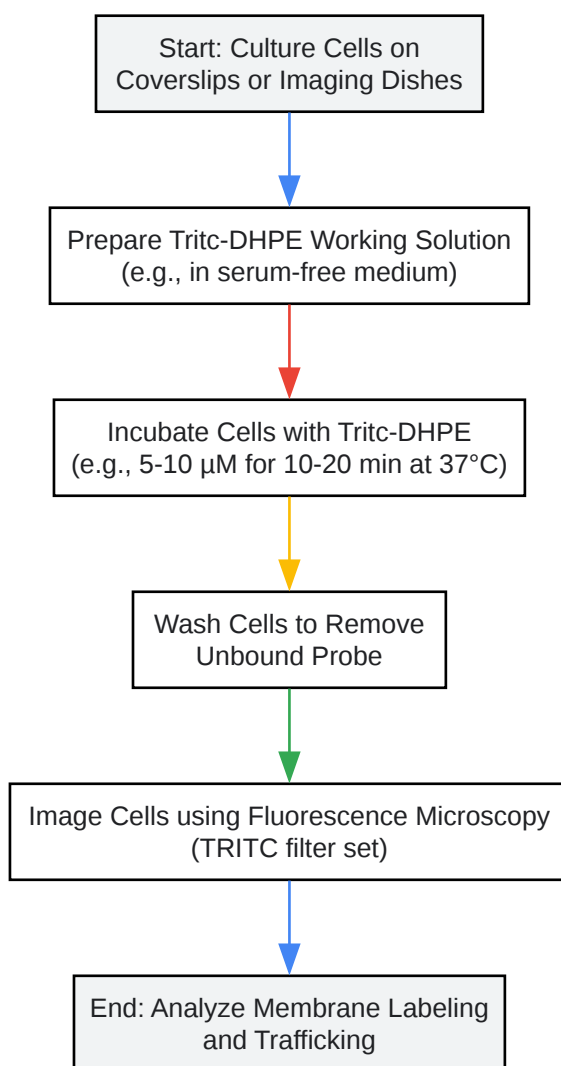 Start: Culture Cells on
Coverslips or Imaging Dishes
Prepare Tritc-DHPE Working Solution
(e.g., in serum-free medium)
Incubate Cells with Tritc-DHPE
(e.g., 5-10 µM for 10-20 min at 37°C)
Wash Cells to Remove
Unbound Probe
Image Cells using Fluorescence Microscopy
(TRITC filter set)
End: Analyze Membrane Labeling
and Trafficking